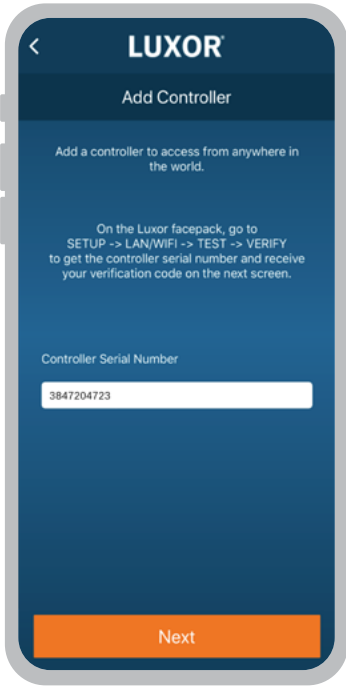 LUXOR
Add Controller
Add a controller to access from anywhere in
the world.
On the Luxor facepack, go to
SETUP -> LAN/WIFI -> TEST -> VERIFY
to get the controller serial number and receive
your verification code on the next screen.
Controller Serial Number
3847204723
Next